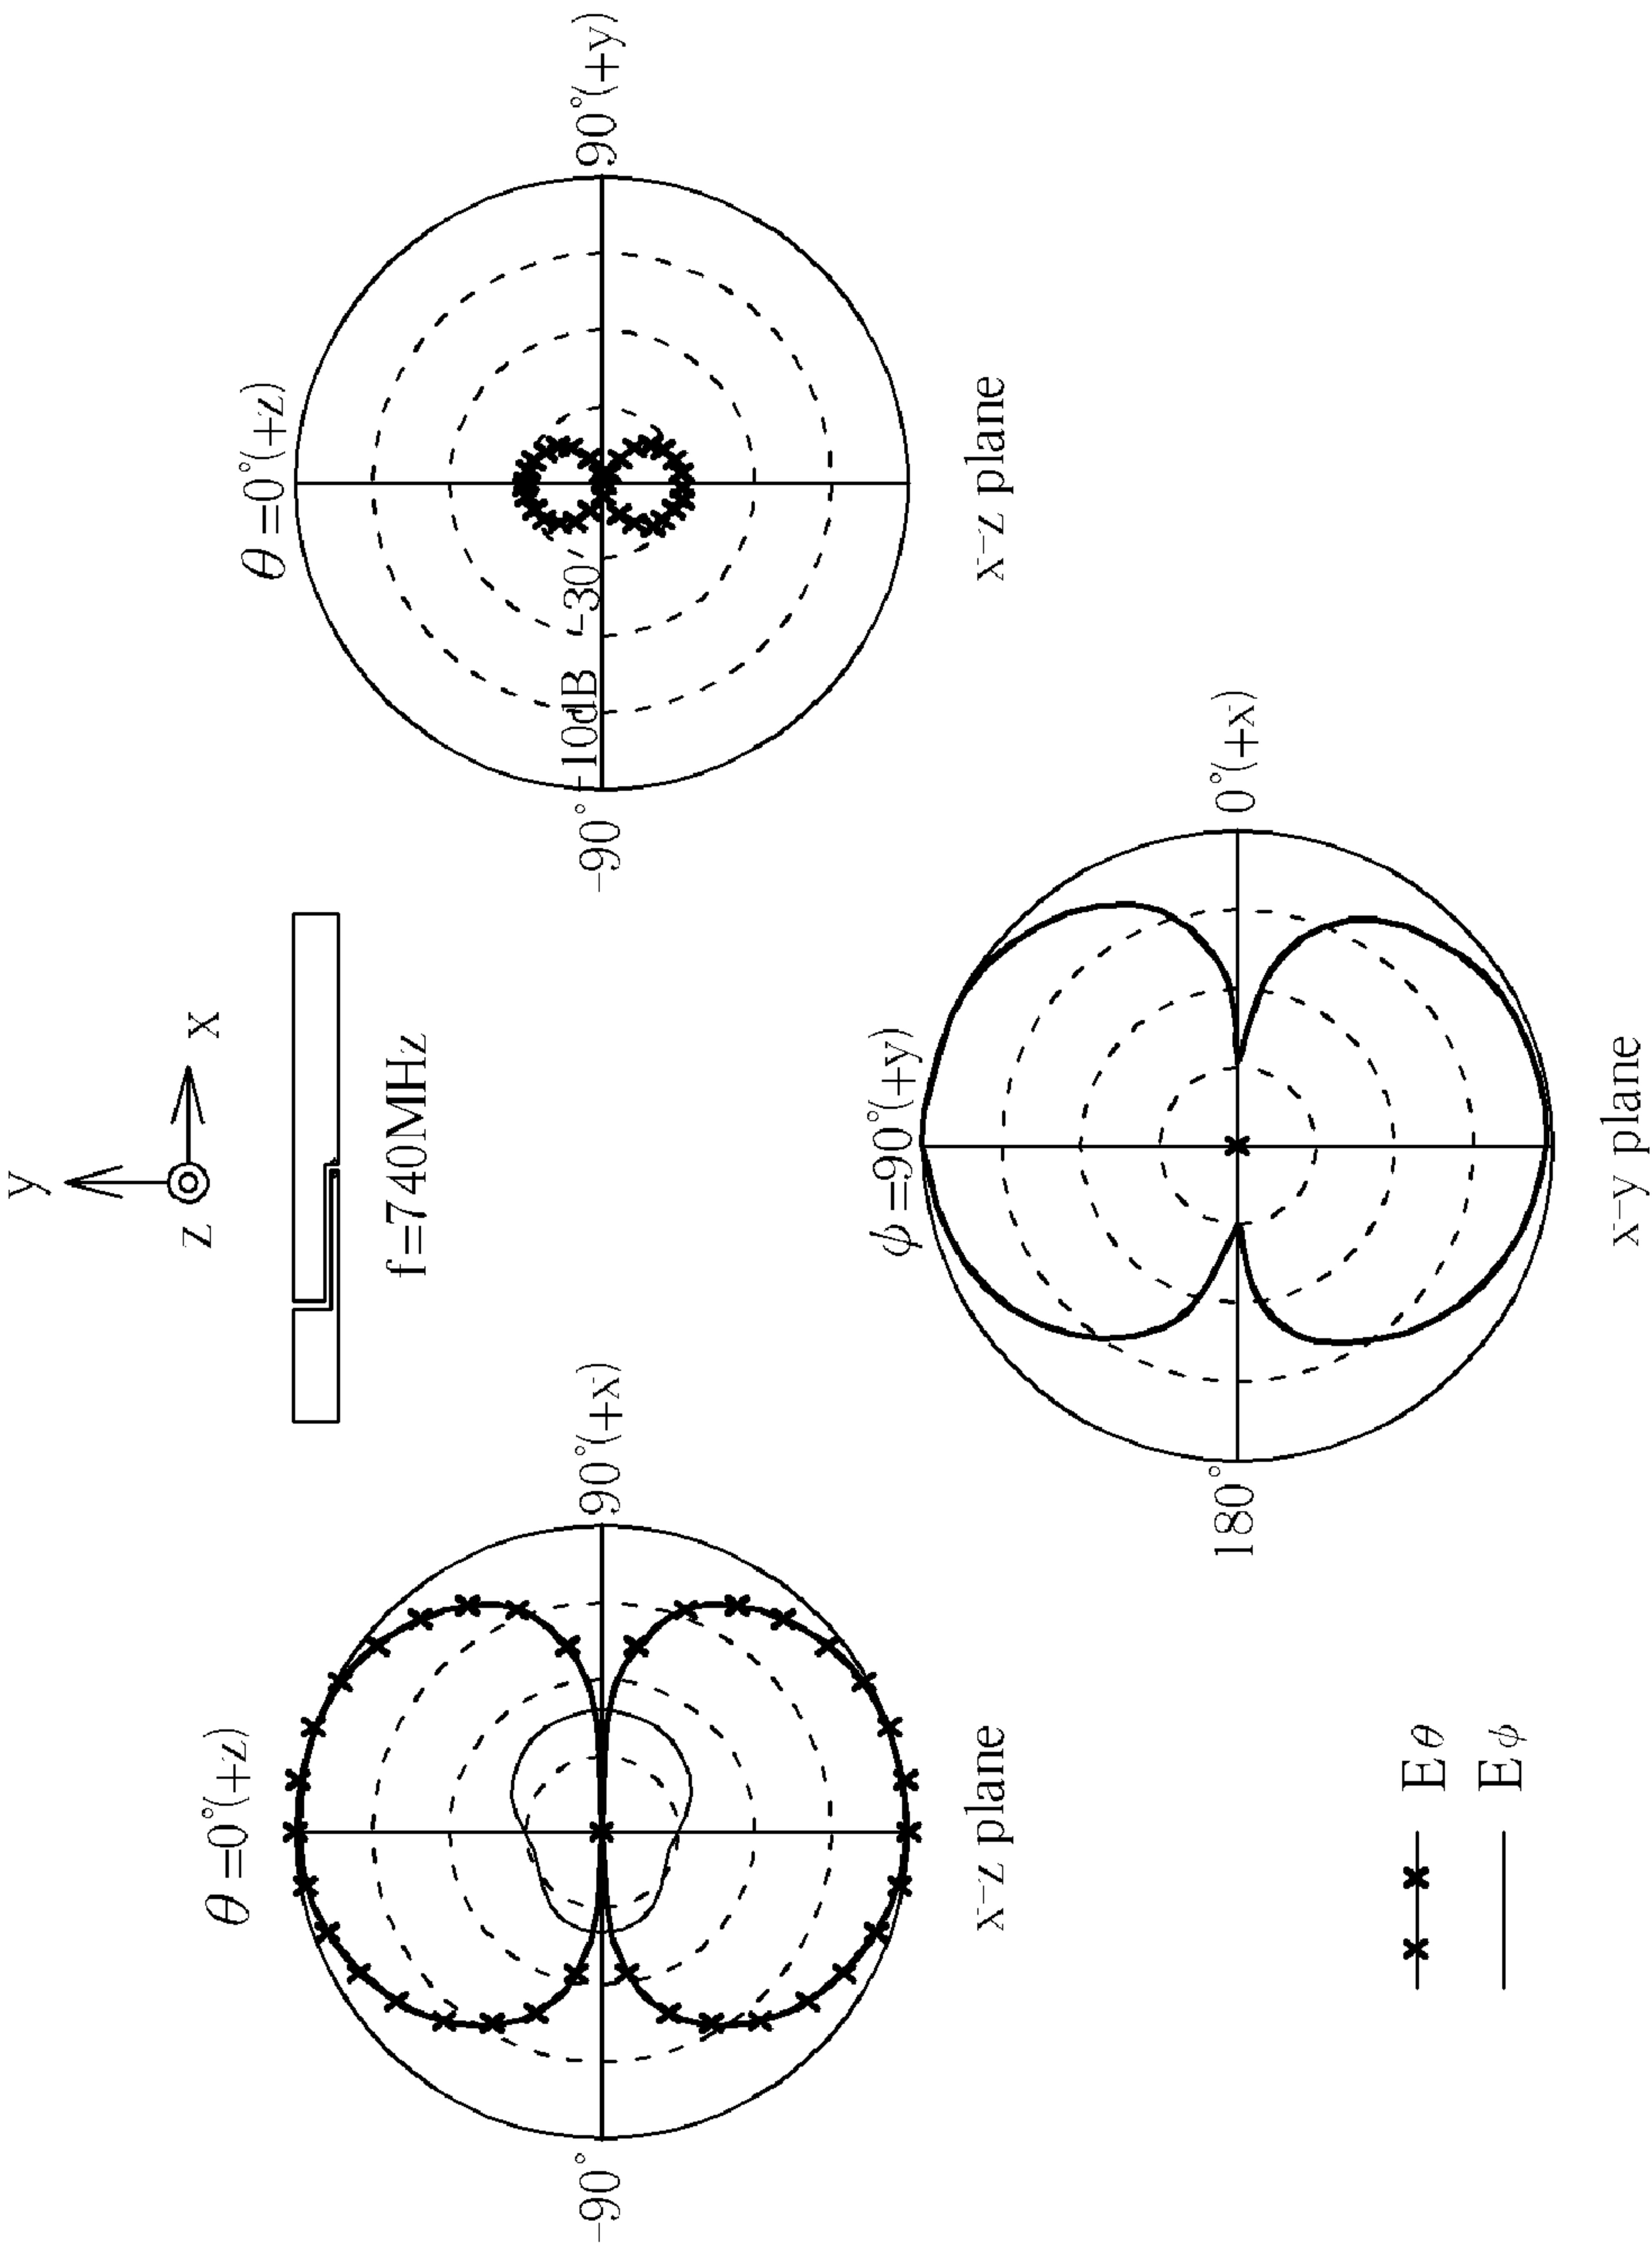 y
z
x
f=740MHz
θ=0°(+z)
-90°
90°(+x)
x-z plane
θ=0°(+z)
-90°
-10dB
-30
90°(+y)
x-z plane
φ=90°(+y)
180°
0°(+x)
x-y plane
Eθ
Eφ